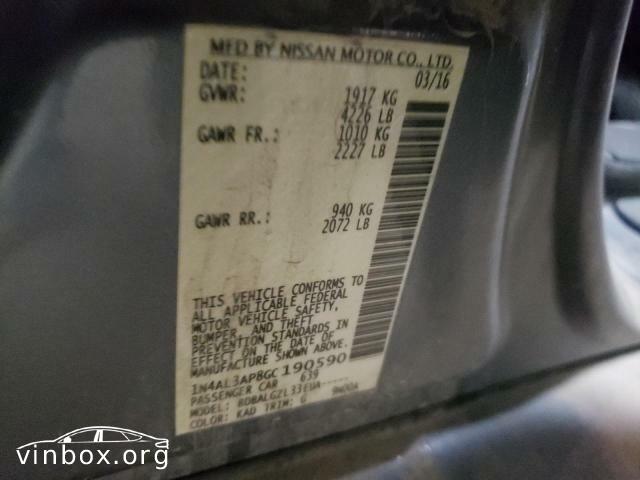 MFD BY NISSAN MOTOR CO., LTD.
DATE: 03/16
GVWR: 1917 KG
4226 LB
GAWR FR.: 1010 KG
2227 LB
GAWR RR.: 940 KG
2072 LB
THIS VEHICLE CONFORMS TO
ALL APPLICABLE FEDERAL
MOTOR VEHICLE SAFETY,
BUMPER, AND THEFT
PREVENTION STANDARDS IN
EFFECT ON THE DATE OF
MANUFACTURE SHOWN ABOVE.
1N4AL3AP8GC190590
PASSENGER CAR 639
MODEL: BDBALGZL33EUA-----
COLOR: KAD TRIM: G 9W00A
vinbox.org